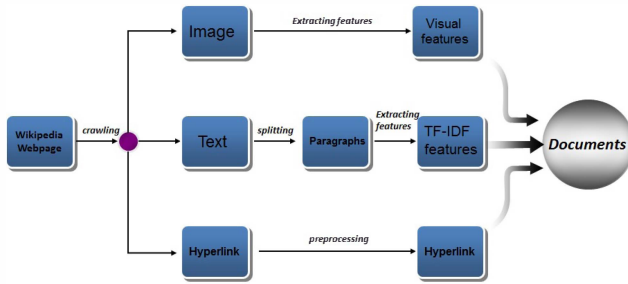 Image
Extracting features
Visual
features
Wikipedia
Webpage
crawling
Text
splitting
Paragraphs
Extracting
features
TF-IDF
features
Documents
Hyperlink
preprocessing
Hyperlink